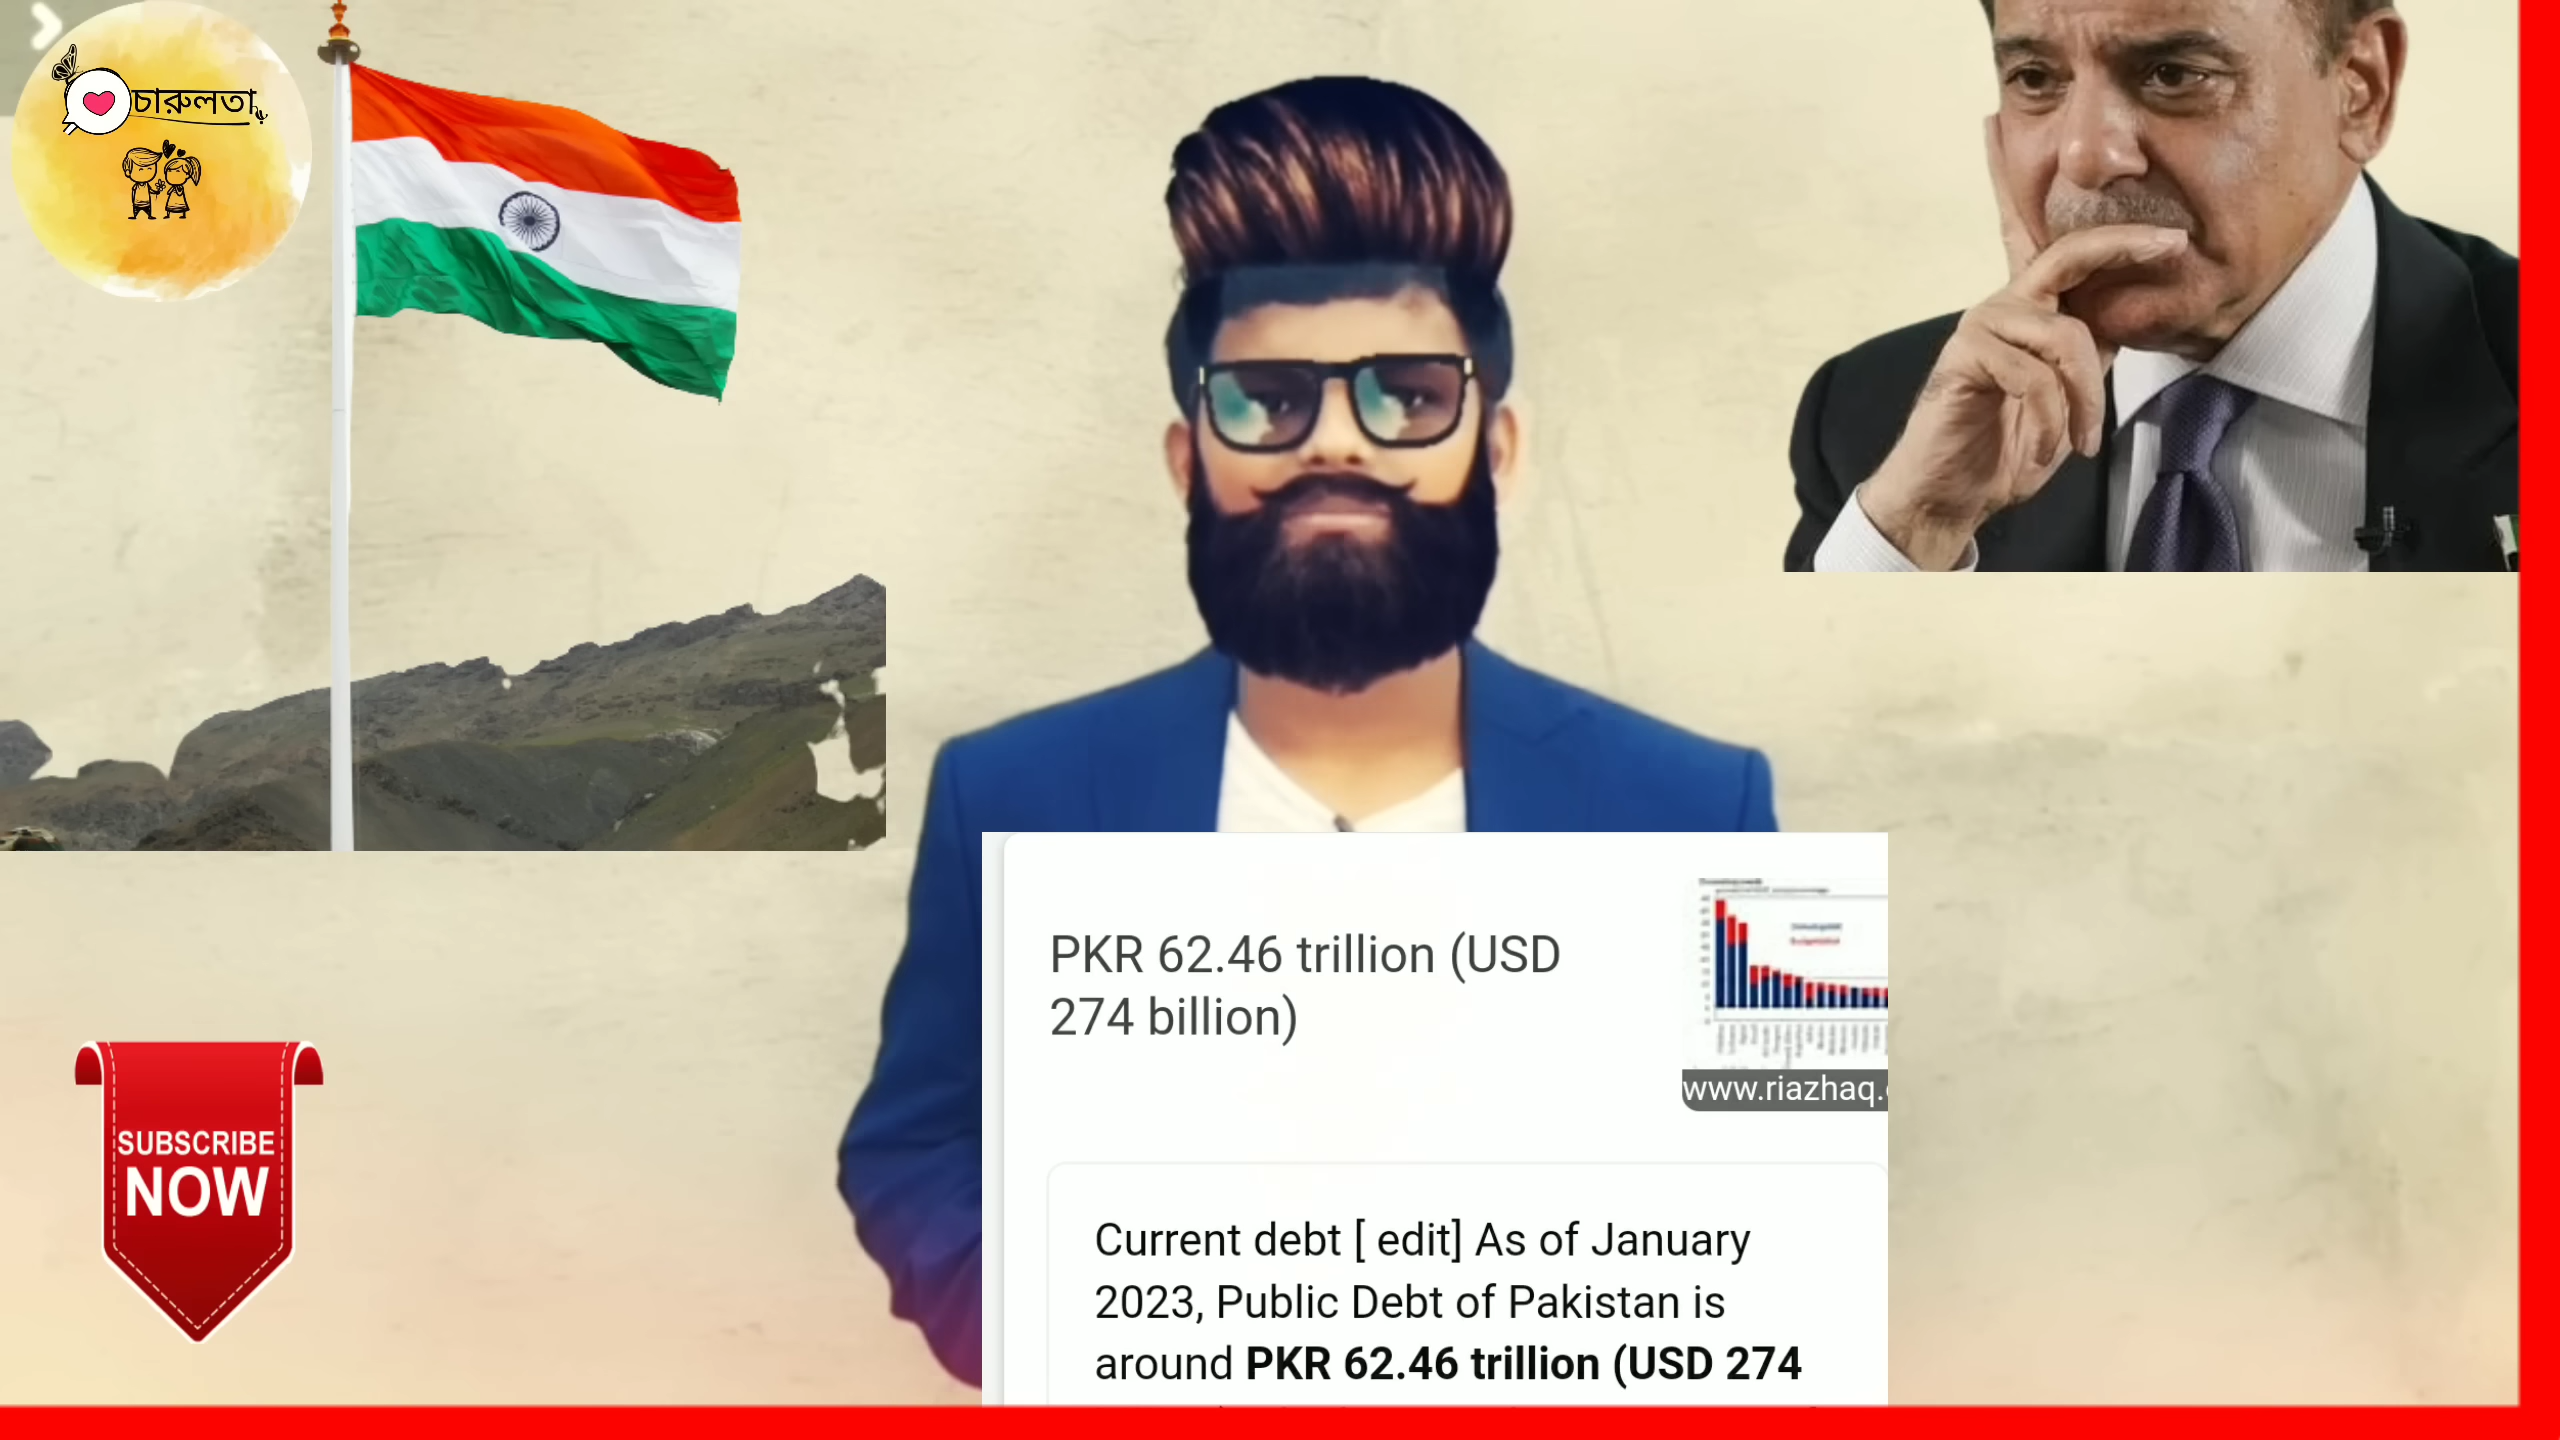 চারুলতা
PKR 62.46 trillion (USD
274 billion)
www.riazhaq.
Current debt [ edit] As of January
2023, Public Debt of Pakistan is
around PKR 62.46 trillion (USD 274
SUBSCRIBE
NOW